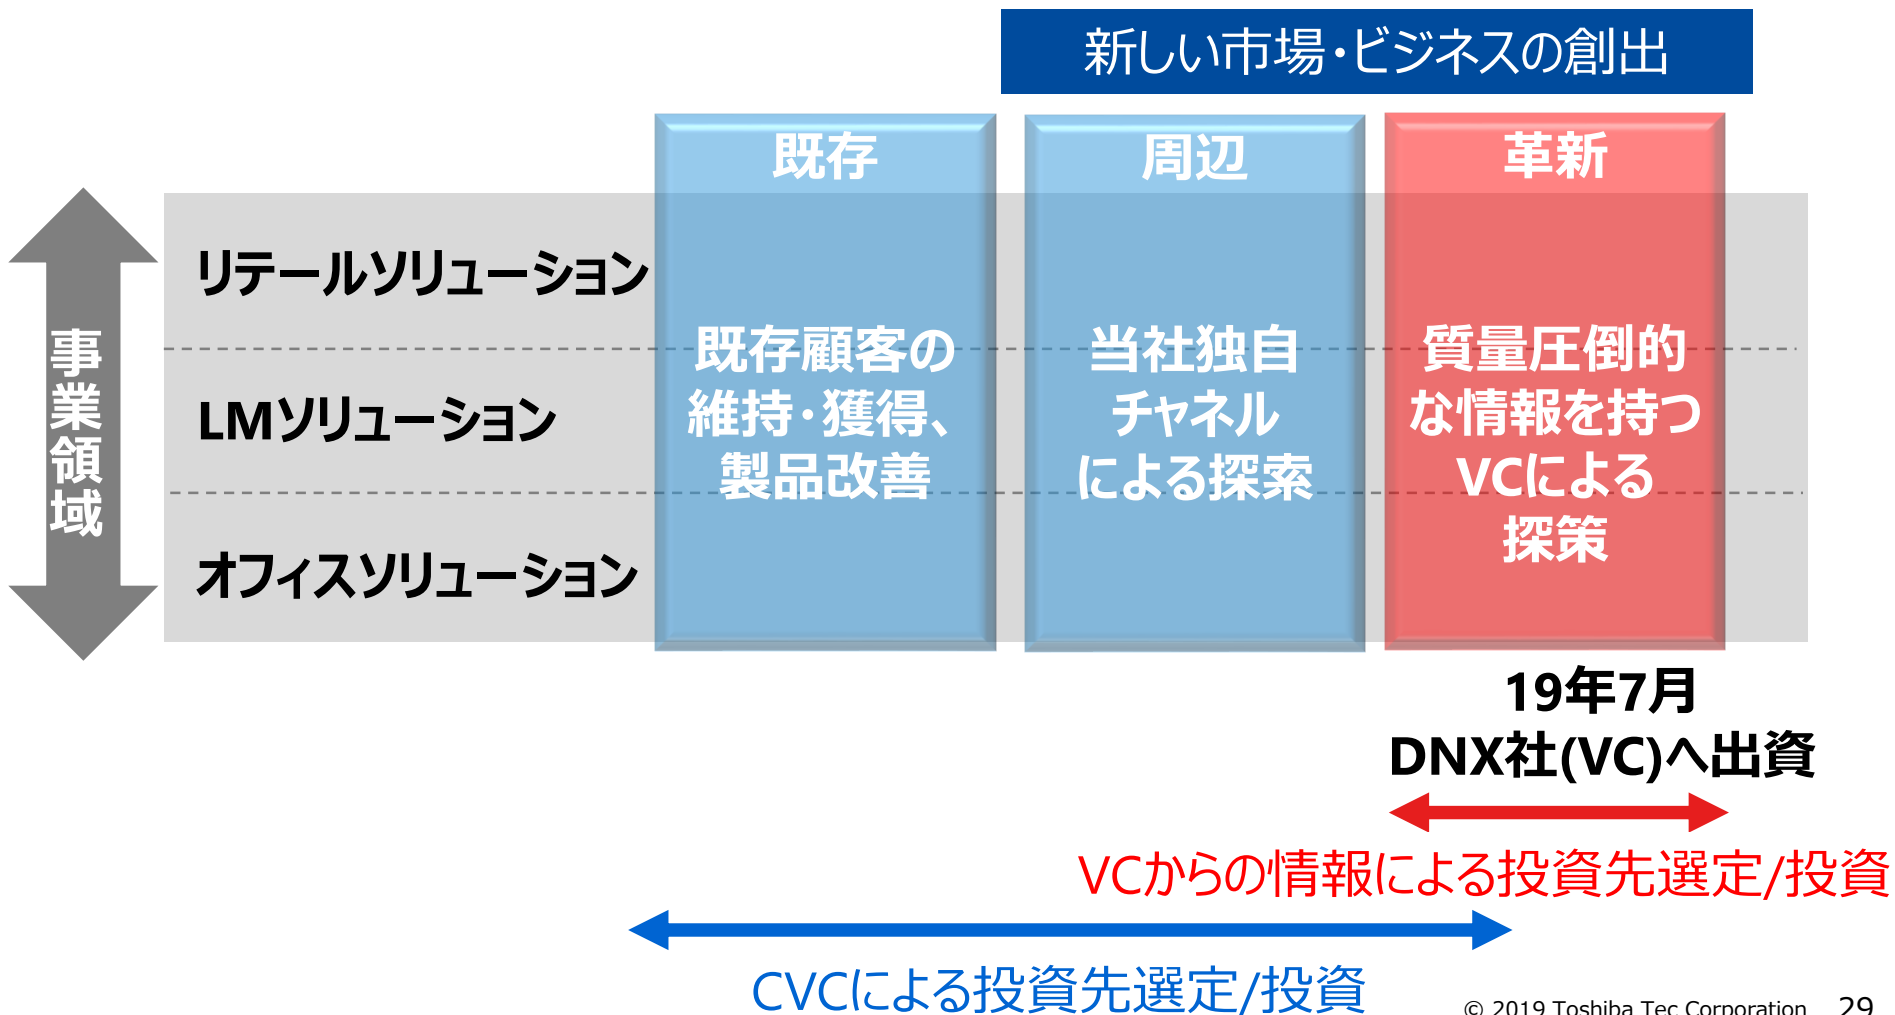 新しい市場・ビジネスの創出
既存
周辺
革新
事業領域
リテールソリューション
LMソリューション
オフィスソリューション
既存顧客の
維持・獲得、
製品改善
当社独自
チャネル
による探索
質量圧倒的
な情報を持つ
VCによる
探策
19年7月
DNX社(VC)へ出資
VCからの情報による投資先選定/投資
CVCによる投資先選定/投資
© 2019 Toshiba Tec Corporation 29